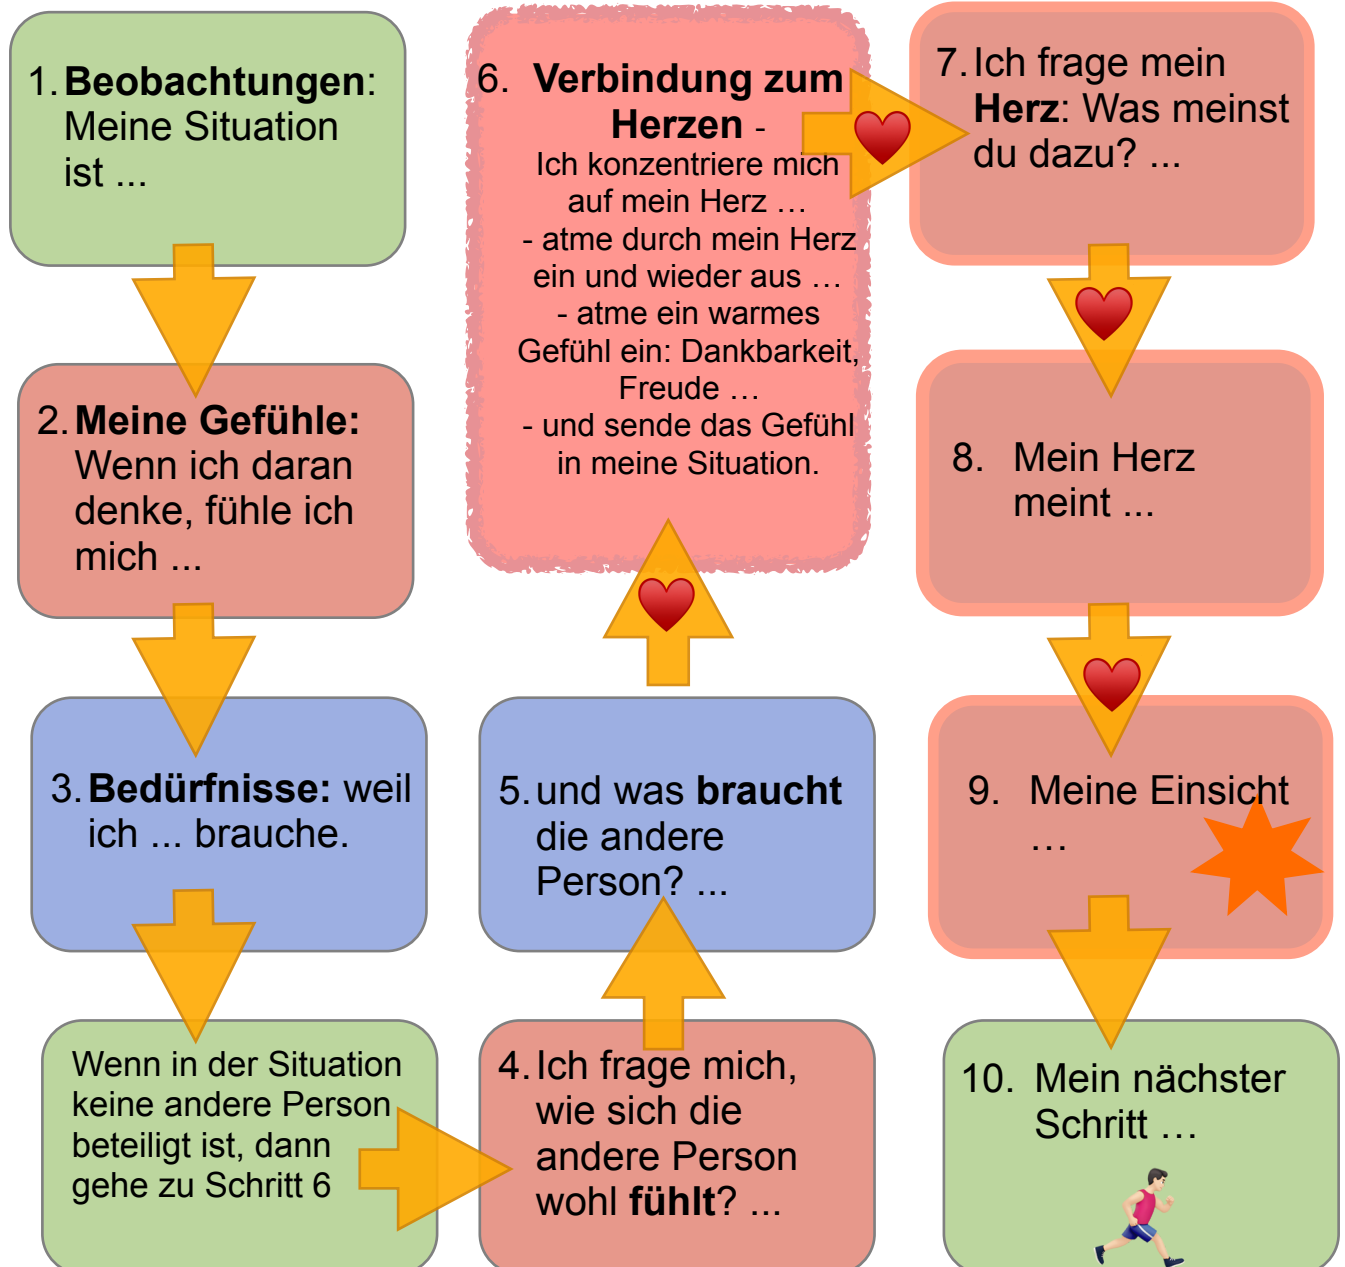 1. Beobachtungen:
Meine Situation
ist ...
2. Meine Gefühle:
Wenn ich daran
denke, fühle ich
mich ...
3. Bedürfnisse: weil
ich ... brauche.
Wenn in der Situation
keine andere Person
beteiligt ist, dann
gehe zu Schritt 6
4. Ich frage mich,
wie sich die
andere Person
wohl fühlt? ...
5. und was braucht
die andere
Person? ...
6. Verbindung zum
Herzen -
Ich konzentriere mich
auf mein Herz …
- atme durch mein Herz
ein und wieder aus …
- atme ein warmes
Gefühl ein: Dankbarkeit,
Freude …
- und sende das Gefühl
in meine Situation.
7. Ich frage mein
Herz: Was meinst
du dazu? ...
8. Mein Herz
meint ...
9. Meine Einsicht
…
10. Mein nächster
Schritt …